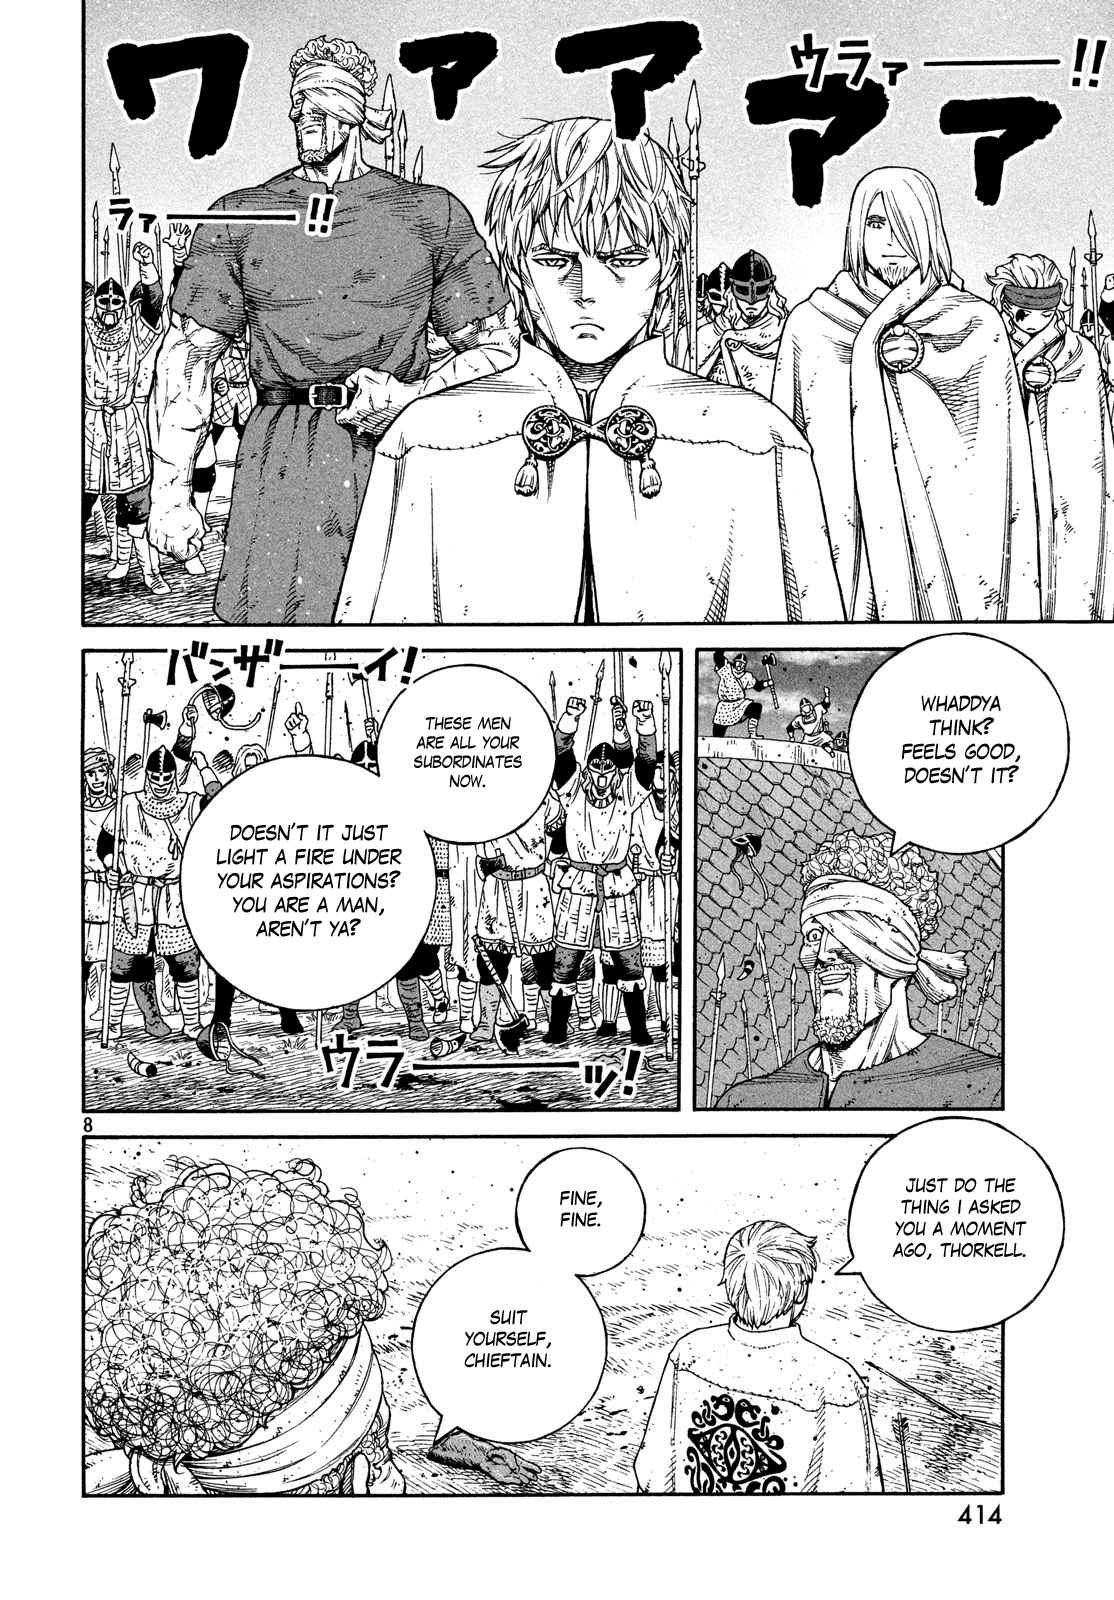 ワァアアアア
ウラァーー!!
ラァーー!!
WHADDYA
THINK?
FEELS GOOD,
DOESN'T IT?
バンザーーイ!
THESE MEN
ARE ALL YOUR
SUBORDINATES
NOW.
DOESN'T IT JUST
LIGHT A FIRE UNDER
YOUR ASPIRATIONS?
YOU ARE A MAN,
AREN'T YA?
ウラーーッ!
8
JUST DO THE
THING I ASKED
YOU A MOMENT
AGO, THORKELL.
FINE,
FINE.
SUIT
YOURSELF,
CHIEFTAIN.
414